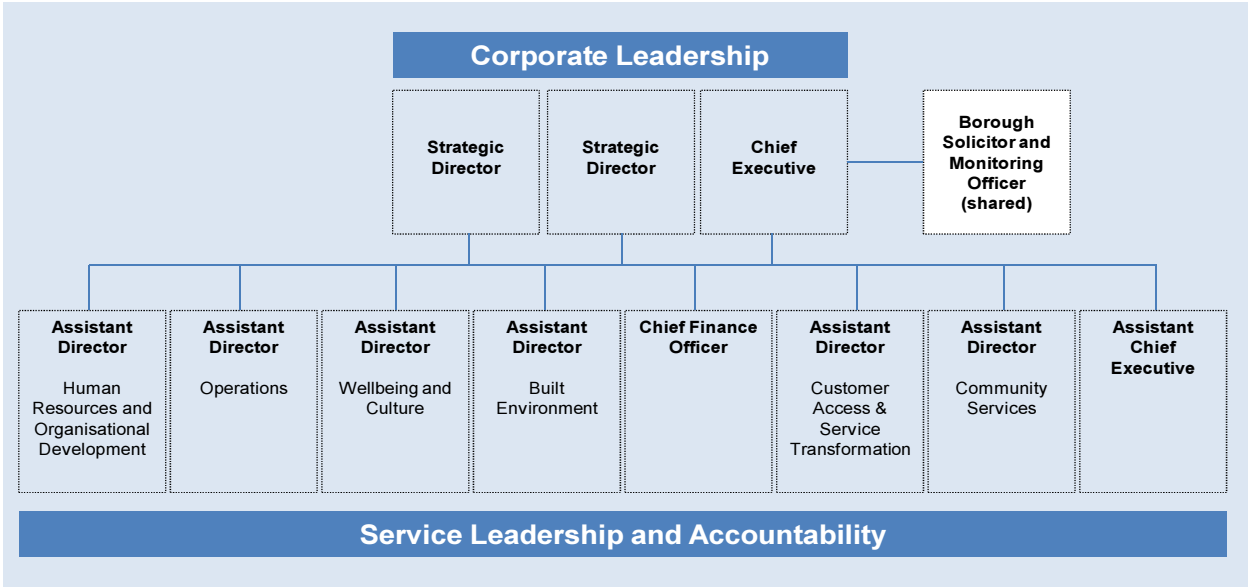 Corporate Leadership
Strategic
Director
Strategic
Director
Chief
Executive
Borough
Solicitor and
Monitoring
Officer
(shared)
Assistant
Director
Human
Resources and
Organisational
Development
Assistant
Director
Operations
Assistant
Director
Wellbeing and
Culture
Assistant
Director
Built
Environment
Chief Finance
Officer
Assistant
Director
Customer
Access &
Service
Transformation
Assistant
Director
Community
Services
Assistant
Chief
Executive
Service Leadership and Accountability